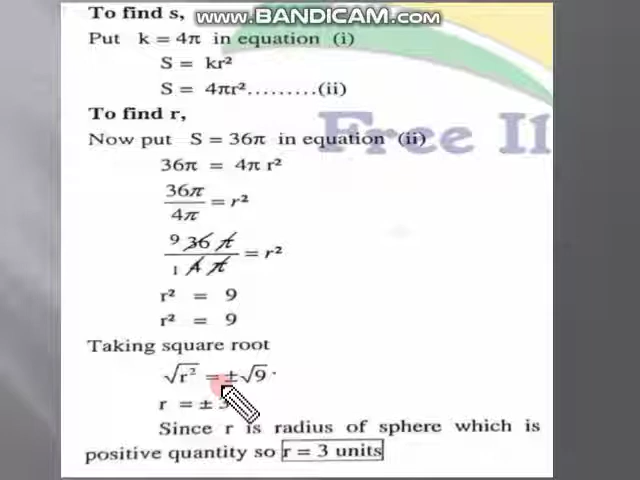 www.BANDICAM.com
To find s,
Put k = 4π in equation (i)
S = kr²
S = 4πr².........(ii)
To find r,
Now put S = 36π in equation (ii)
Free
36π = 4π r²
36π/4π = r²
9 36 π / 1 4 π = r²
r² = 9
r² = 9
Taking square root
√r² = ±√9
r = ± 3
Since r is radius of sphere which is
positive quantity so r = 3 units